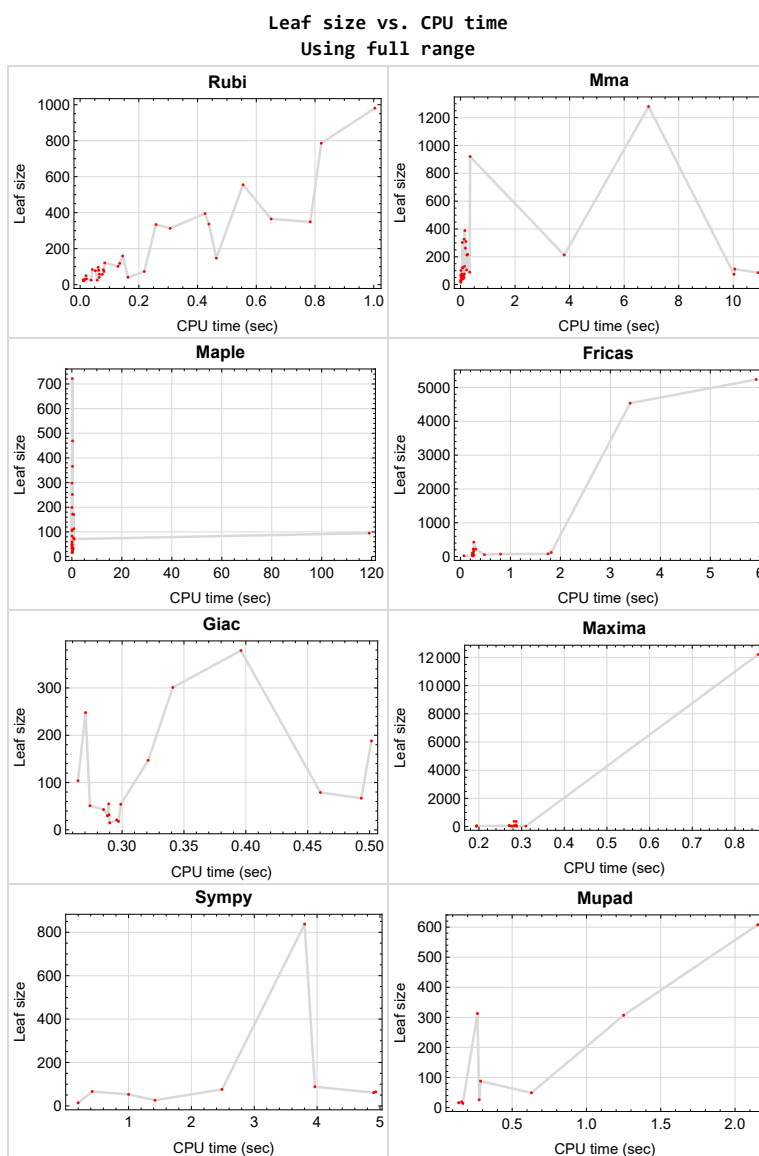 Leaf size vs. CPU time
Using full range
Rubi
Leaf size
1000
800
600
400
200
0
0.0 0.2 0.4 0.6 0.8 1.0
CPU time (sec)
Mma
Leaf size
1200
1000
800
600
400
200
0
0 2 4 6 8 10
CPU time (sec)
Maple
Leaf size
700
600
500
400
300
200
100
0
0 20 40 60 80 100 120
CPU time (sec)
Fricas
Leaf size
5000
4000
3000
2000
1000
0
0 1 2 3 4 5 6
CPU time (sec)
Giac
Leaf size
300
200
100
0
0.30 0.35 0.40 0.45 0.50
CPU time (sec)
Maxima
Leaf size
12000
10000
8000
6000
4000
2000
0
0.2 0.3 0.4 0.5 0.6 0.7 0.8
CPU time (sec)
Sympy
Leaf size
800
600
400
200
0
1 2 3 4 5
CPU time (sec)
Mupad
Leaf size
600
500
400
300
200
100
0
0.5 1.0 1.5 2.0
CPU time (sec)